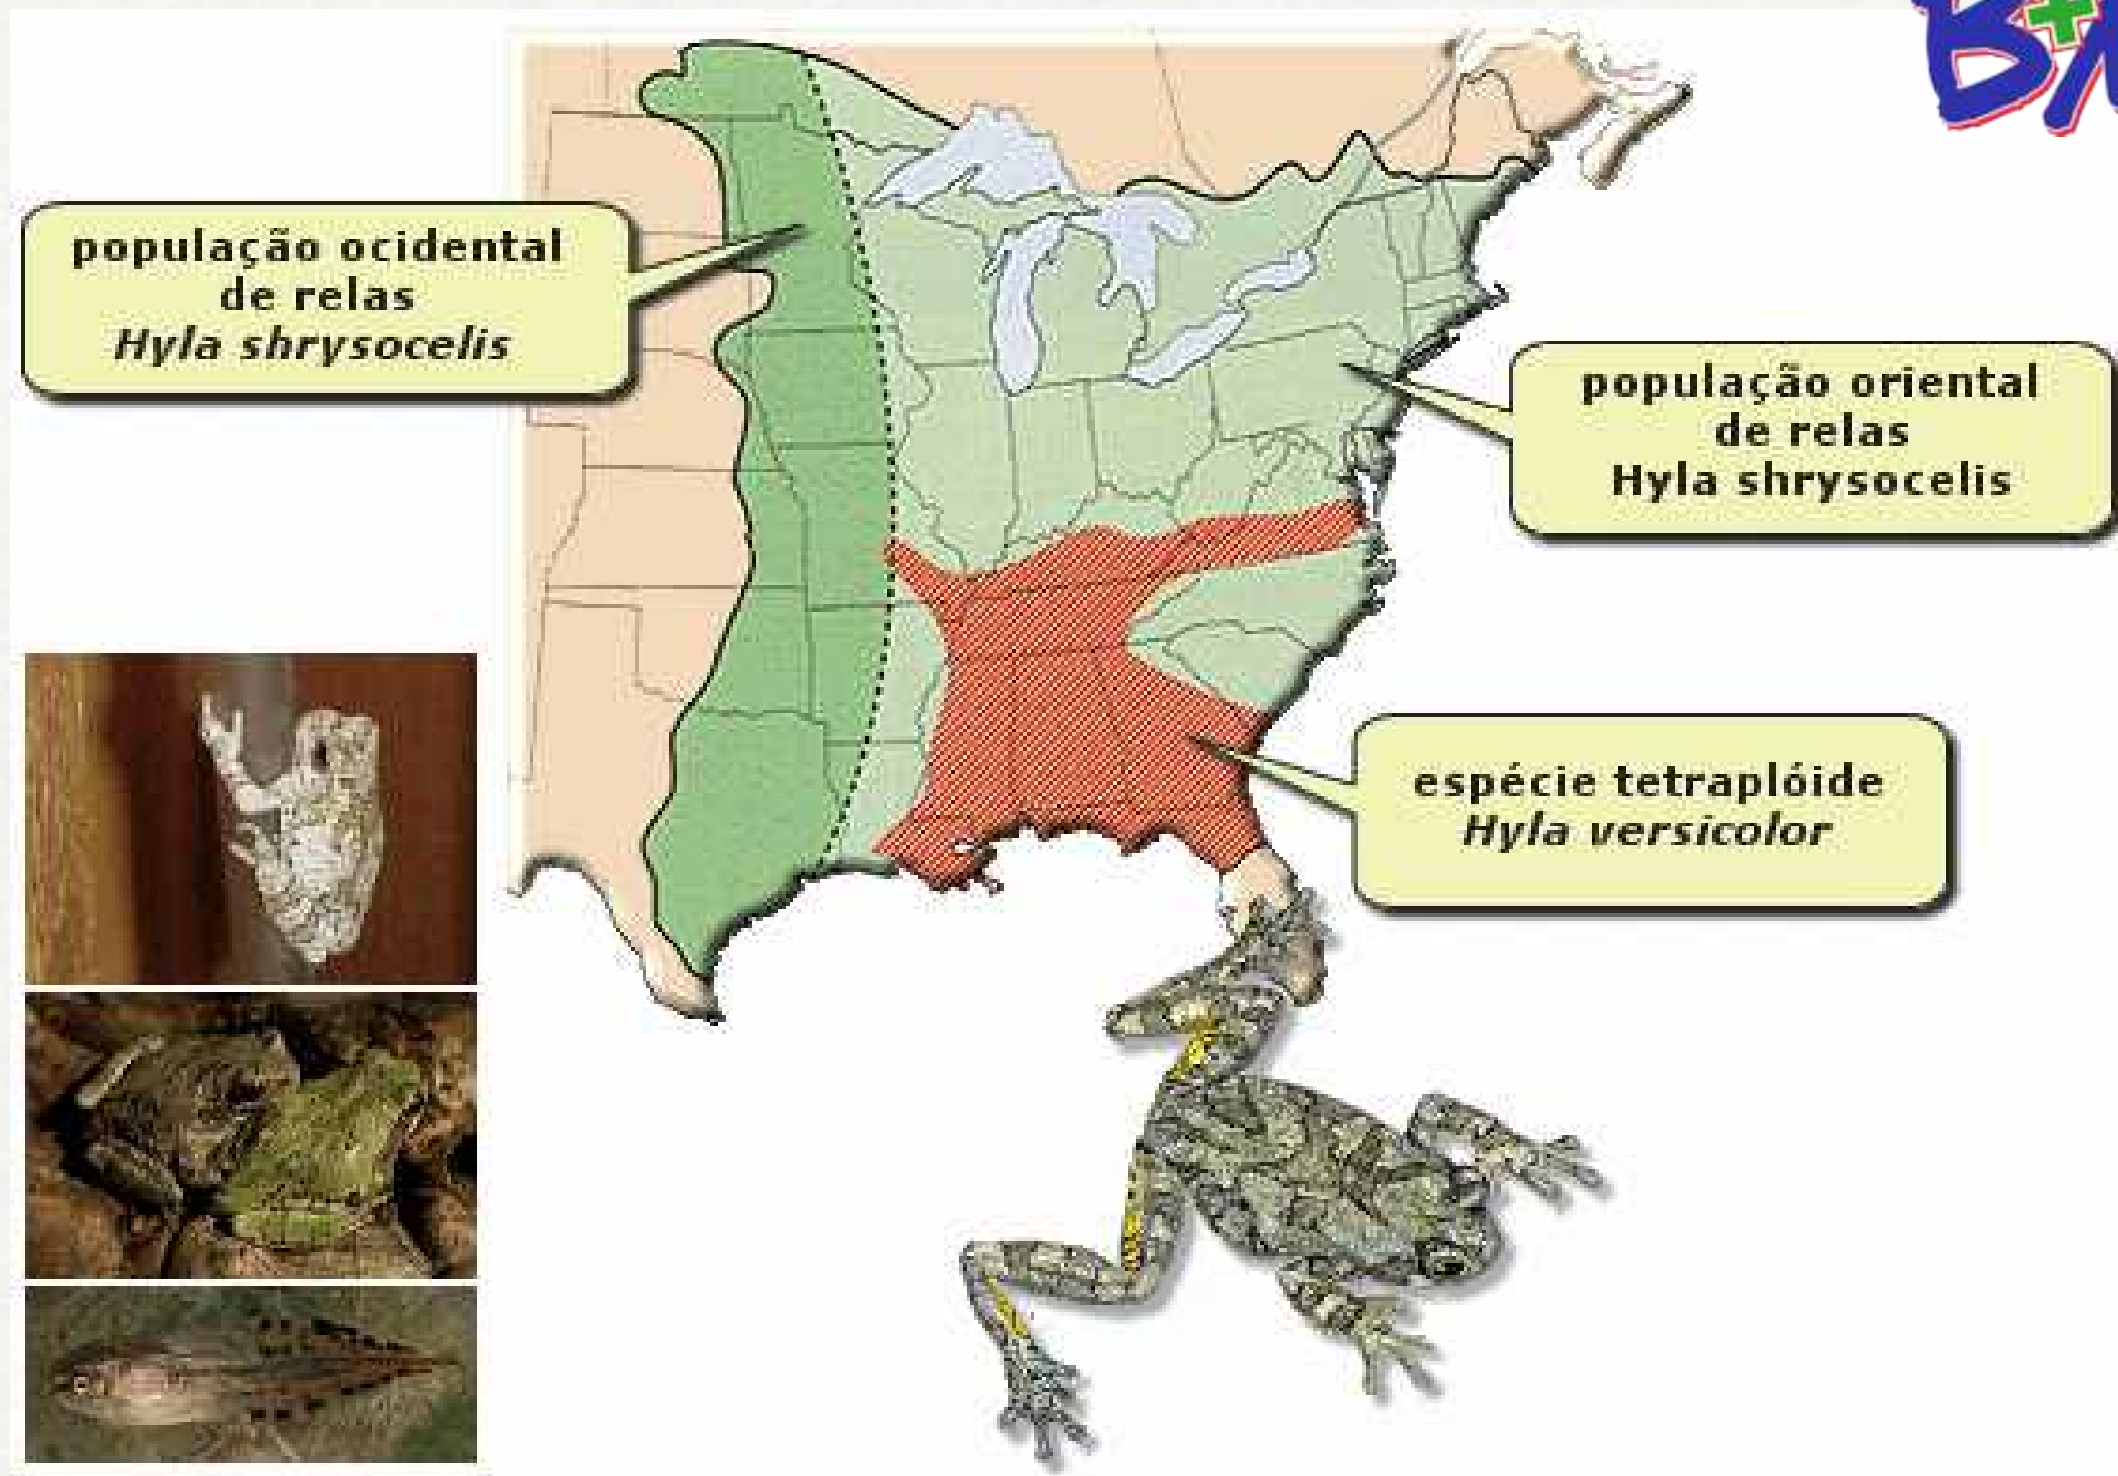 população ocidental
de relas
Hyla shrysocelis
população oriental
de relas
Hyla shrysocelis
espécie tetraplóide
Hyla versicolor